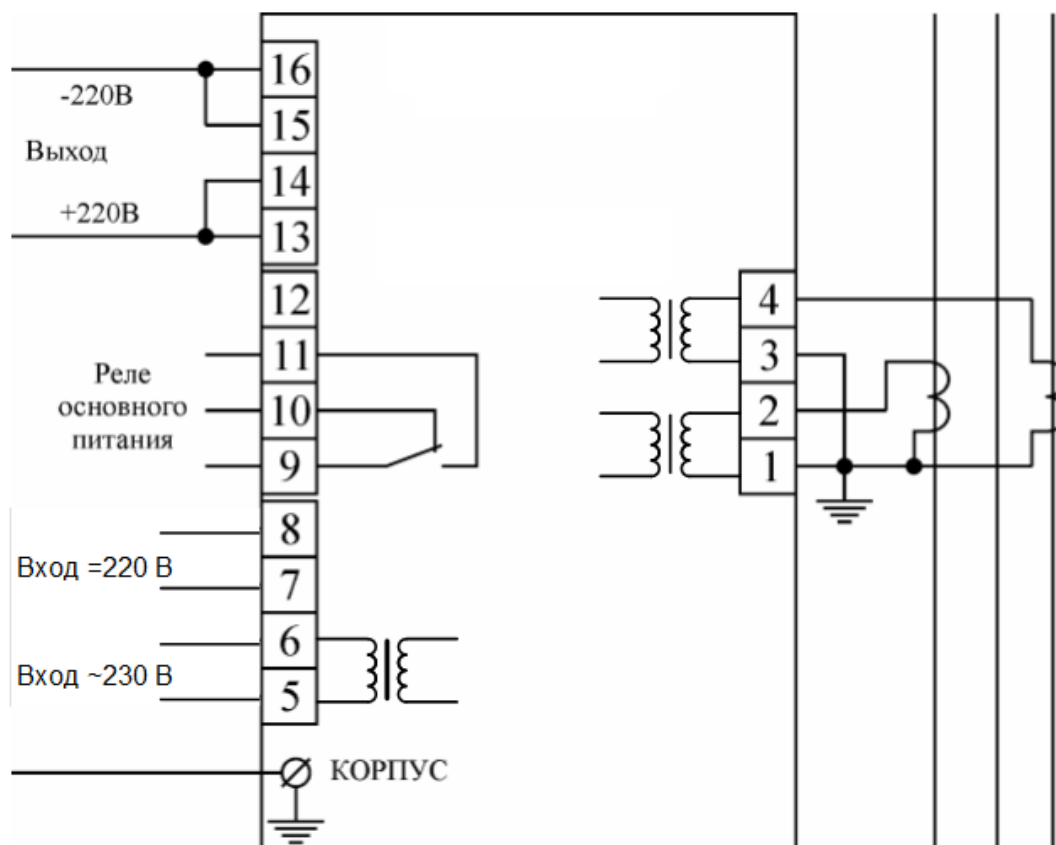 16
-220В
15
Выход
14
+220В
13
12
11
Реле
основного
питания
10
9
8
Вход =220 В
7
6
Вход ~230 В
5
КОРПУС
4
3
2
1